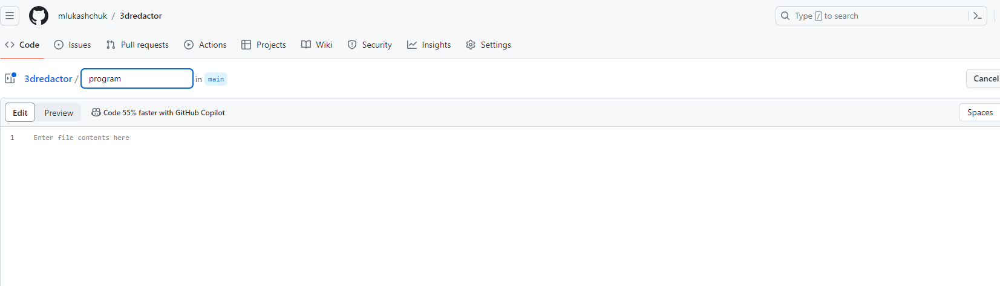 mlukashchuk / 3dredactor
Type / to search
Code Issues Pull requests Actions Projects Wiki Security Insights Settings
3dredactor / program in main
Cancel
Edit Preview Code 55% faster with GitHub Copilot
Spaces
1 Enter file contents here